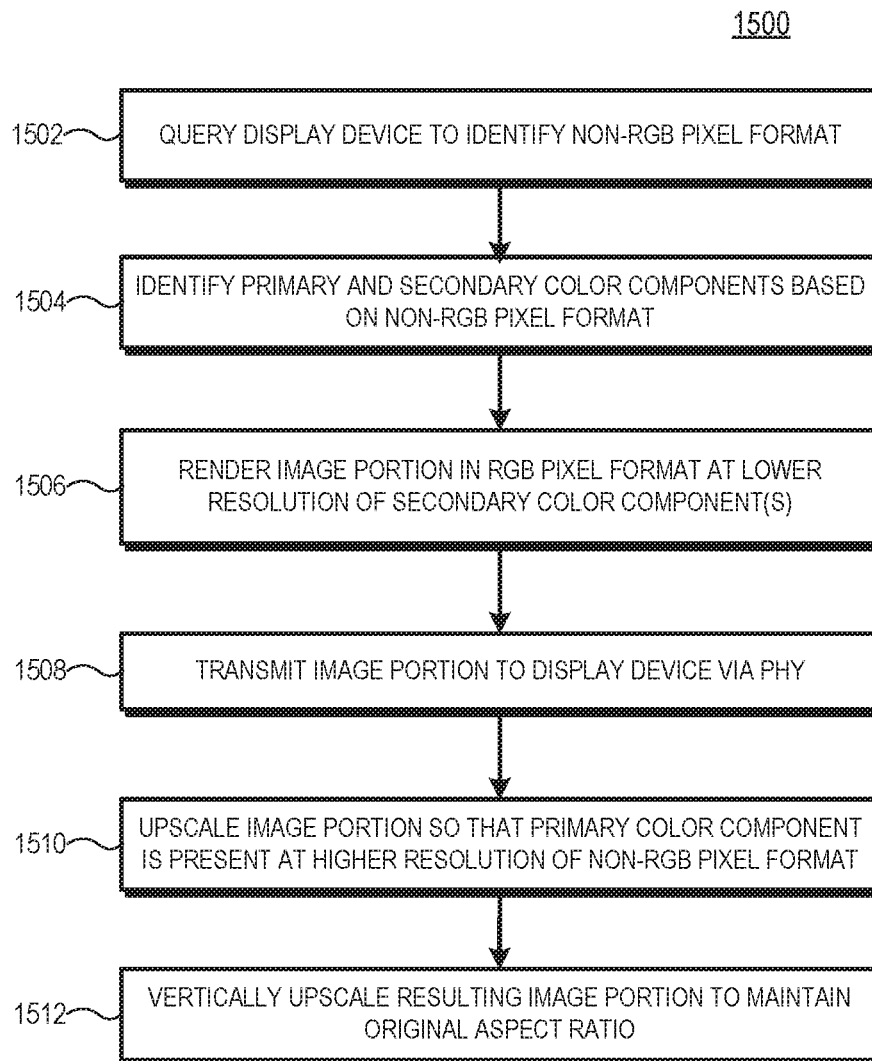 1500
1502
QUERY DISPLAY DEVICE TO IDENTIFY NON-RGB PIXEL FORMAT
1504
IDENTIFY PRIMARY AND SECONDARY COLOR COMPONENTS BASED
ON NON-RGB PIXEL FORMAT
1506
RENDER IMAGE PORTION IN RGB PIXEL FORMAT AT LOWER
RESOLUTION OF SECONDARY COLOR COMPONENT(S)
1508
TRANSMIT IMAGE PORTION TO DISPLAY DEVICE VIA PHY
1510
UPSCALE IMAGE PORTION SO THAT PRIMARY COLOR COMPONENT
IS PRESENT AT HIGHER RESOLUTION OF NON-RGB PIXEL FORMAT
1512
VERTICALLY UPSCALE RESULTING IMAGE PORTION TO MAINTAIN
ORIGINAL ASPECT RATIO